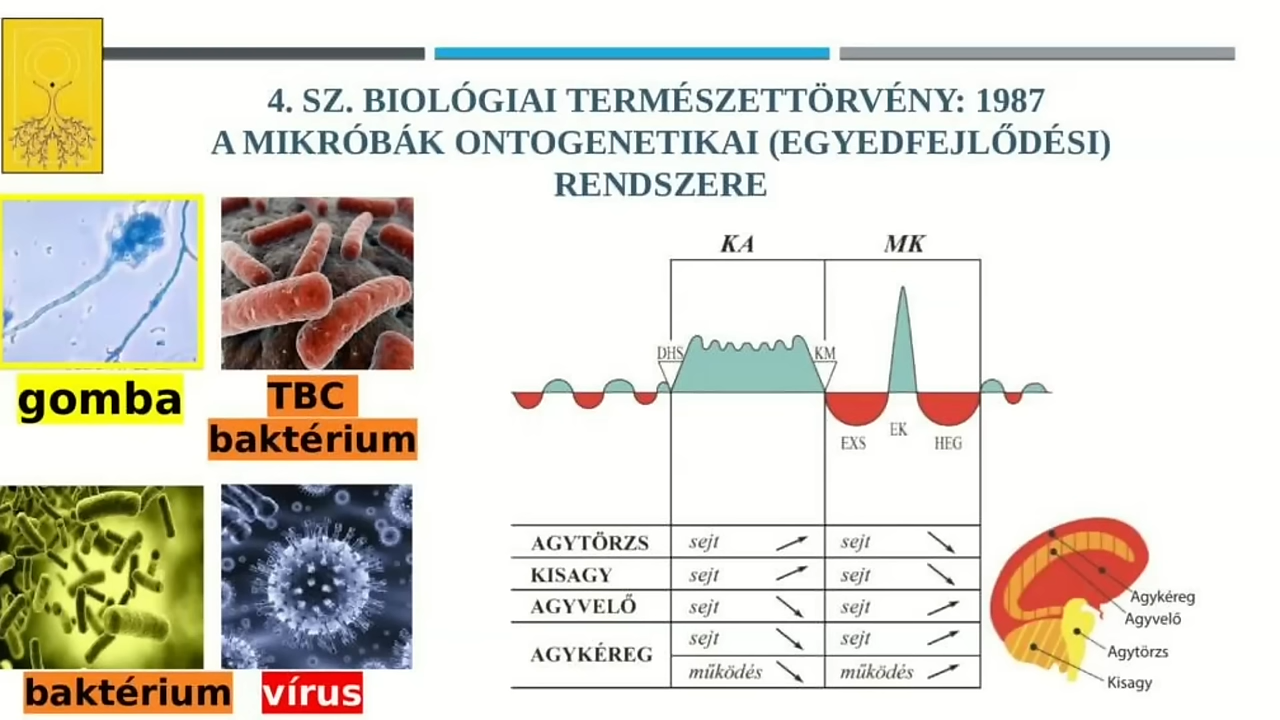 4. SZ. BIOLÓGIAI TERMÉSZETTÖRVÉNY: 1987
A MIKRÓBÁK ONTOGENETIKAI (EGYEDFEJLŐDÉSI)
RENDSZERE
gomba
TBC
baktérium
baktérium
vírus
KA
MK
DHS
KM
EXS
EK
HEG
AGYTÖRZS sejt sejt
KISAGY sejt sejt
AGYVELŐ sejt sejt
AGYKÉREG sejt sejt
működés működés
Agykéreg
Agyvelő
Agytörzs
Kisagy